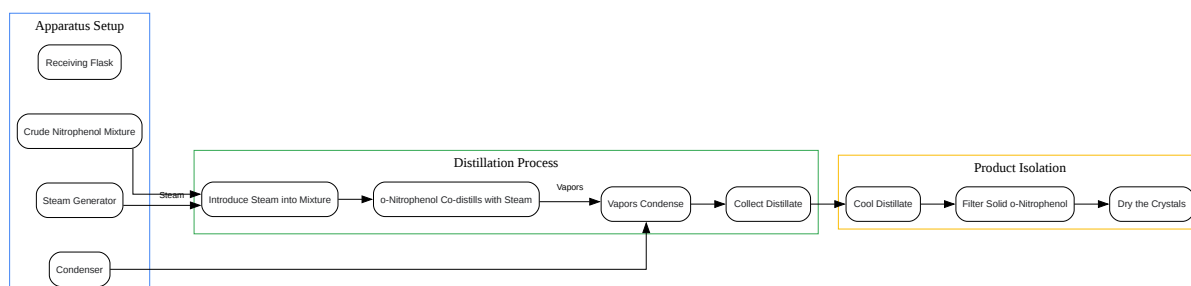 Apparatus Setup
Receiving Flask
Crude Nitrophenol Mixture
Steam Generator
Condenser
Steam
Distillation Process
Introduce Steam into Mixture
o-Nitrophenol Co-distills with Steam
Vapors
Vapors Condense
Collect Distillate
Product Isolation
Cool Distillate
Filter Solid o-Nitrophenol
Dry the Crystals